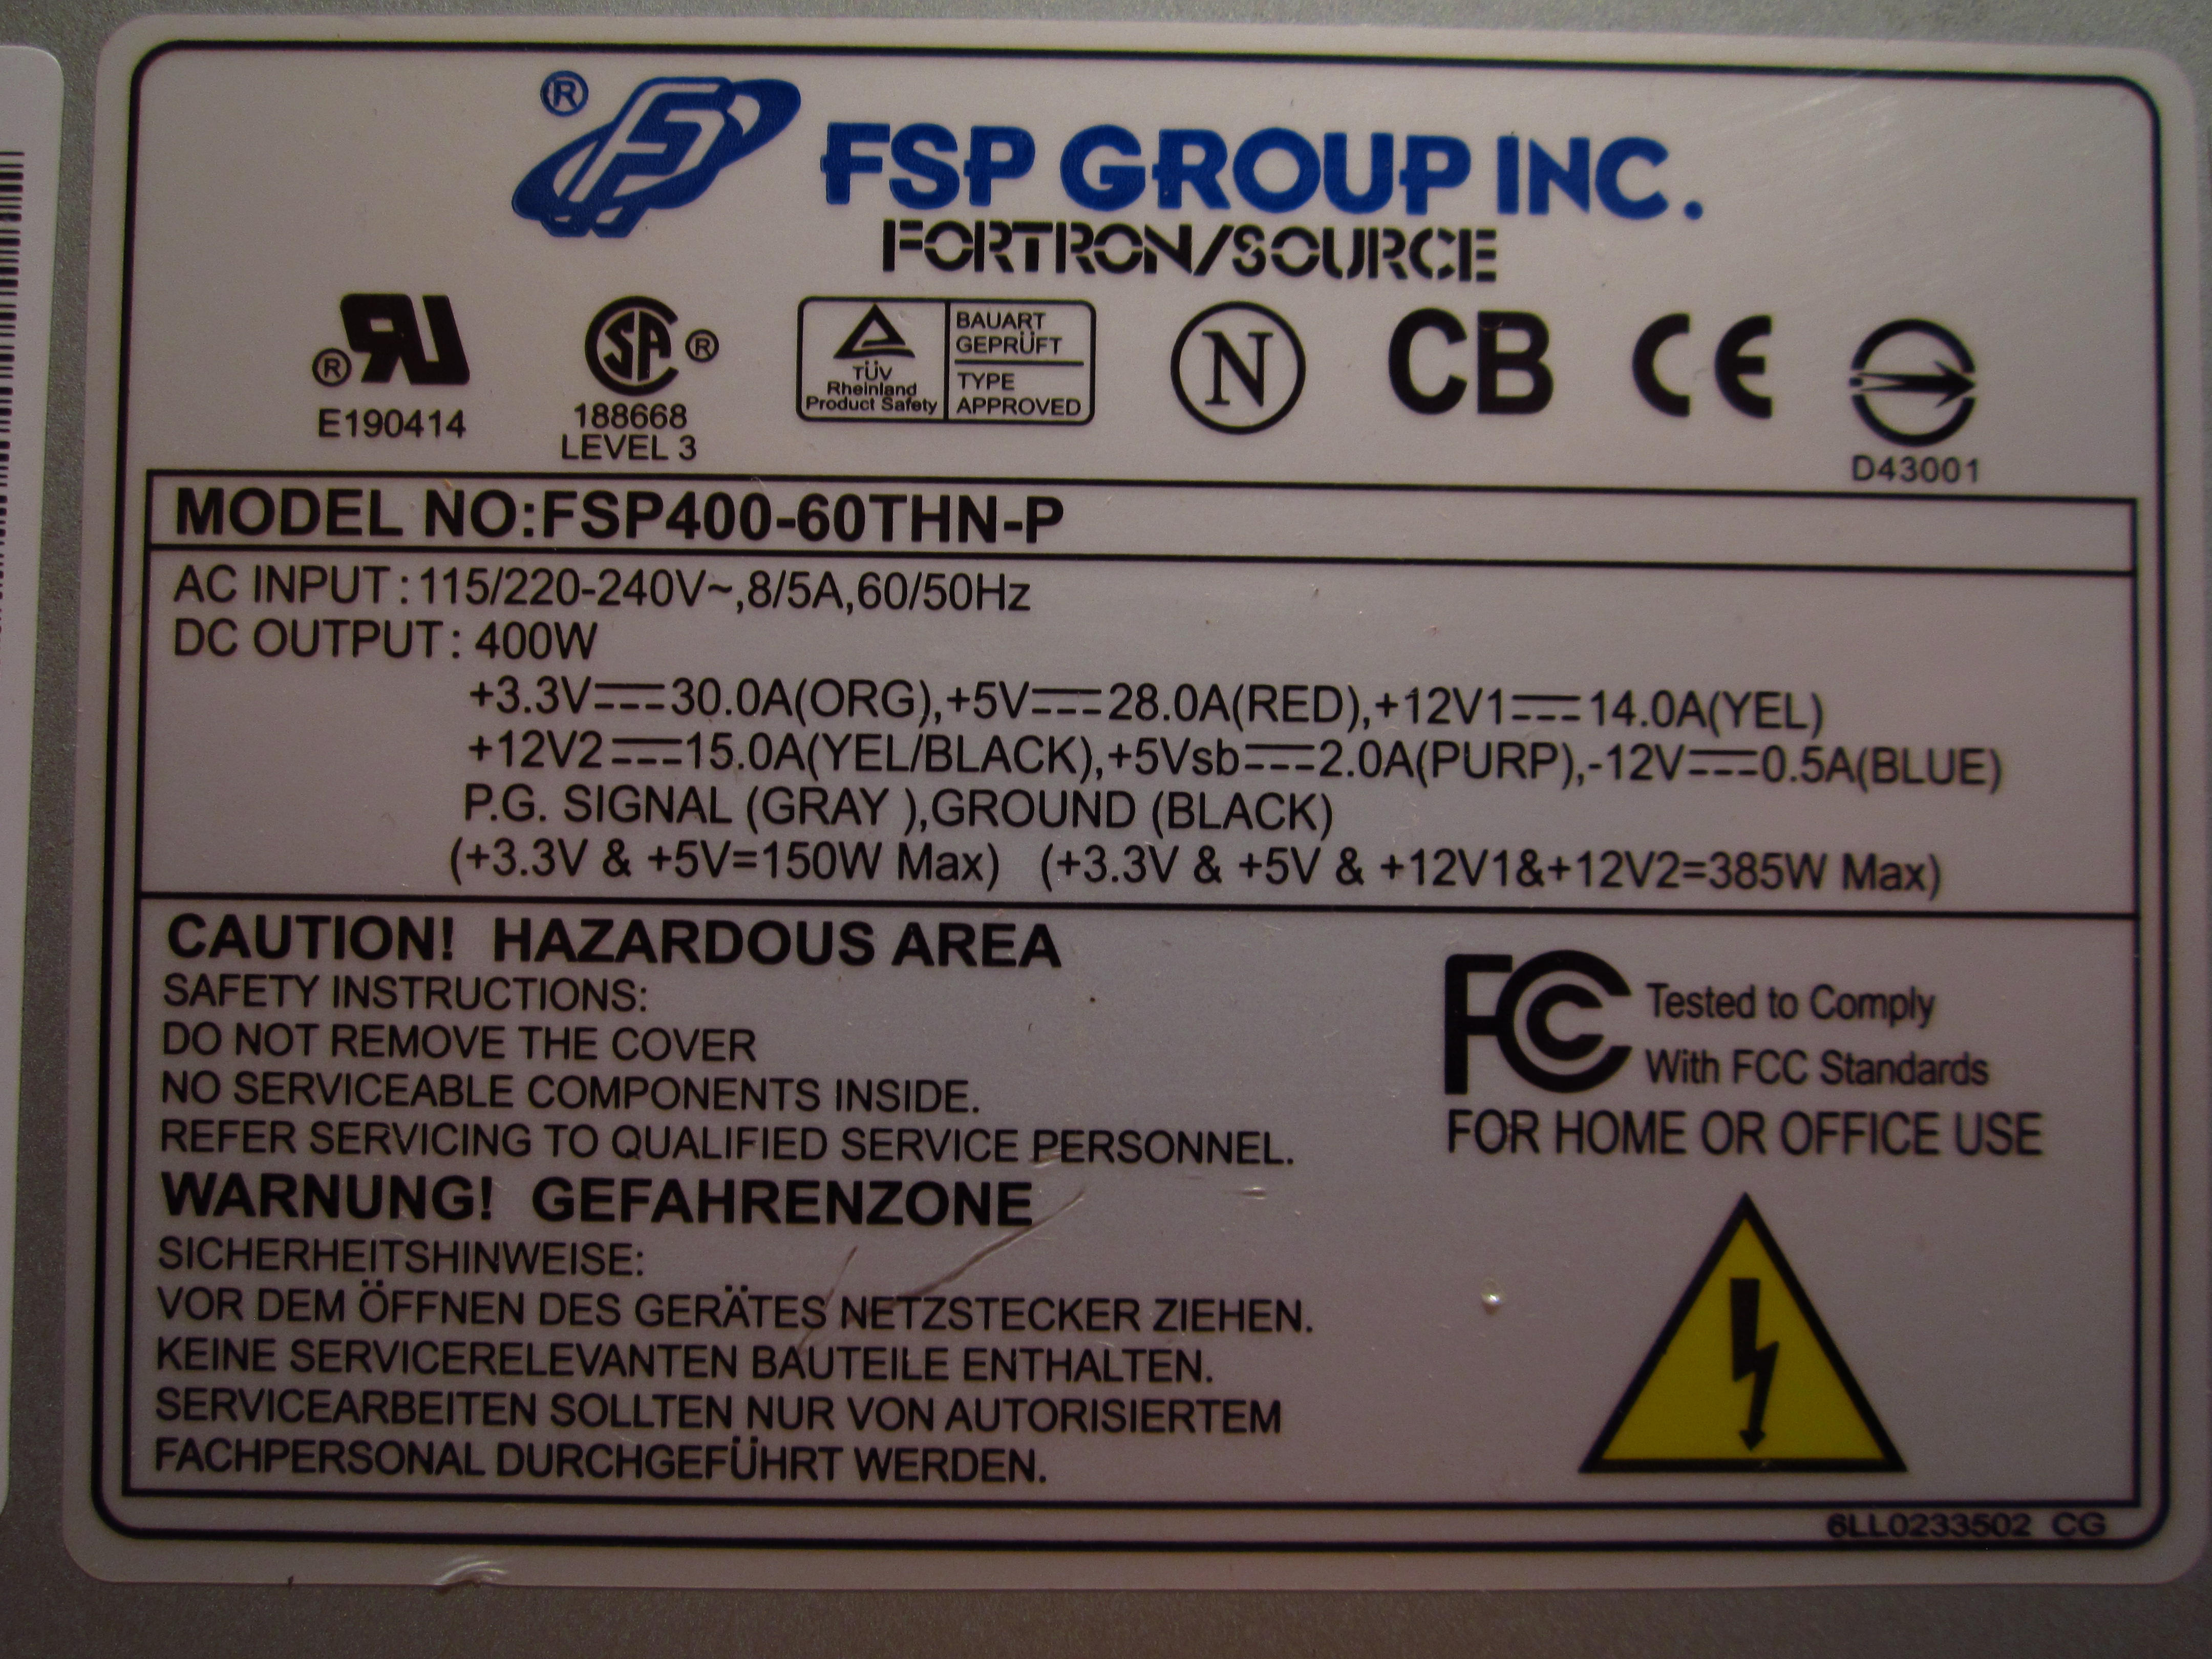 ® FSP GROUP INC.
FORTRON/SOURCE
®
E190414
SA ®
188668
LEVEL 3
TÜV
Rheinland
Product Safety
BAUART
GEPRÜFT
TYPE
APPROVED
N
CB
CE
D43001
MODEL NO:FSP400-60THN-P
AC INPUT : 115/220-240V~,8/5A,60/50Hz
DC OUTPUT : 400W
+3.3V⎓30.0A(ORG),+5V⎓28.0A(RED),+12V1⎓14.0A(YEL)
+12V2⎓15.0A(YEL/BLACK),+5Vsb⎓2.0A(PURP),-12V⎓0.5A(BLUE)
P.G. SIGNAL (GRAY ),GROUND (BLACK)
(+3.3V & +5V=150W Max) (+3.3V & +5V & +12V1&+12V2=385W Max)
CAUTION! HAZARDOUS AREA
SAFETY INSTRUCTIONS:
DO NOT REMOVE THE COVER
NO SERVICEABLE COMPONENTS INSIDE.
REFER SERVICING TO QUALIFIED SERVICE PERSONNEL.
WARNUNG! GEFAHRENZONE
SICHERHEITSHINWEISE:
VOR DEM ÖFFNEN DES GERÄTES NETZSTECKER ZIEHEN.
KEINE SERVICERELEVANTEN BAUTEILE ENTHALTEN.
SERVICEARBEITEN SOLLTEN NUR VON AUTORISIERTEM
FACHPERSONAL DURCHGEFÜHRT WERDEN.
FC Tested to Comply
With FCC Standards
FOR HOME OR OFFICE USE
6LL0233502 CG